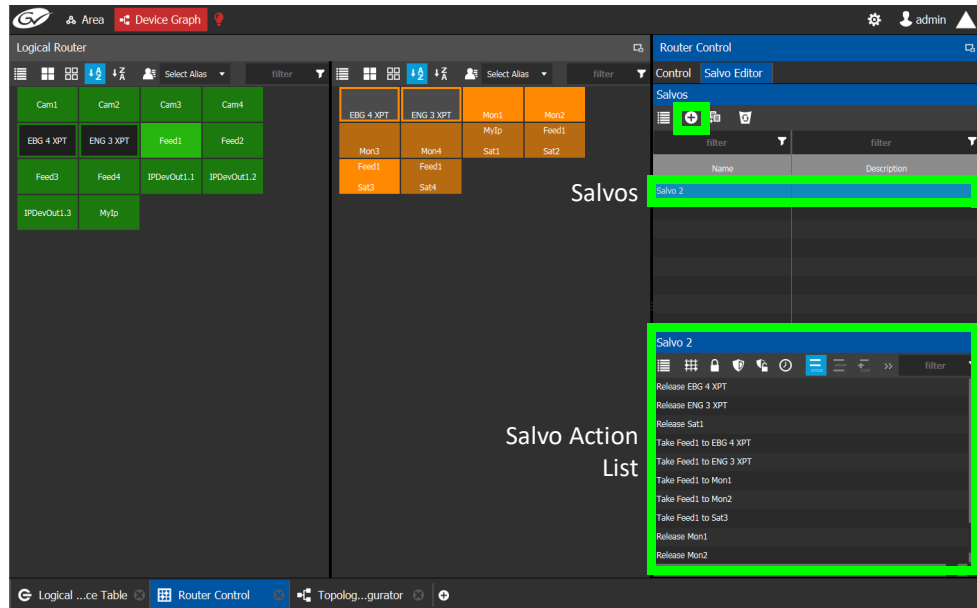 GV Area Device Graph admin
Logical Router
Router Control
Select Alias filter
Select Alias filter
Control Salvo Editor
Salvos
Cam1 Cam2 Cam3 Cam4
EBG 4 XPT ENG 3 XPT Feed1 Feed2
Feed3 Feed4 IPDevOut1.1 IPDevOut1.2
IPDevOut1.3 MyIp
EBG 4 XPT ENG 3 XPT Mon1 Mon2
MyIp Feed1
Mon3 Mon4 Sat1 Sat2
Feed1 Feed1
Sat3 Sat4
filter filter
Name Description
Salvos
Salvo 2
Salvo 2
filter
Salvo Action
List
Release EBG 4 XPT
Release ENG 3 XPT
Release Sat1
Take Feed1 to EBG 4 XPT
Take Feed1 to ENG 3 XPT
Take Feed1 to Mon1
Take Feed1 to Mon2
Take Feed1 to Sat3
Release Mon1
Release Mon2
Logical ...ce Table Router Control Topolog...gurator